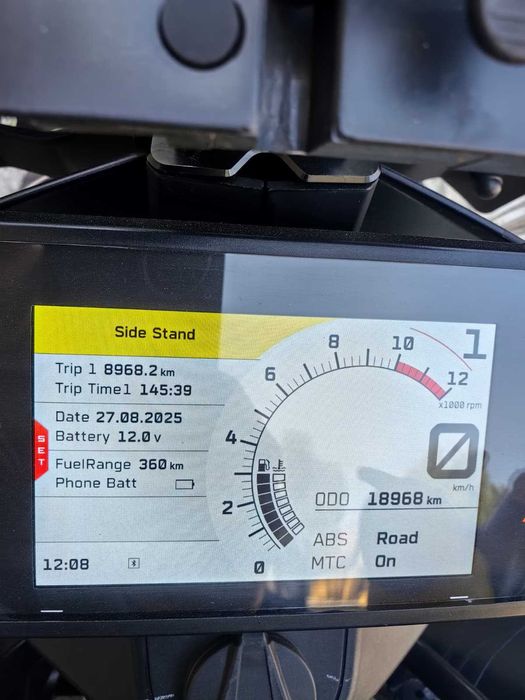 Side Stand
Trip 1 8968.2 km
Trip Time1 145:39
Date 27.08.2025
Battery 12.0 v
FuelRange 360 km
Phone Batt
SET
12:08
0
2
4
6
8
10
12
x1000 rpm
1
0
km/h
ODO 18968 km
ABS Road
MTC On